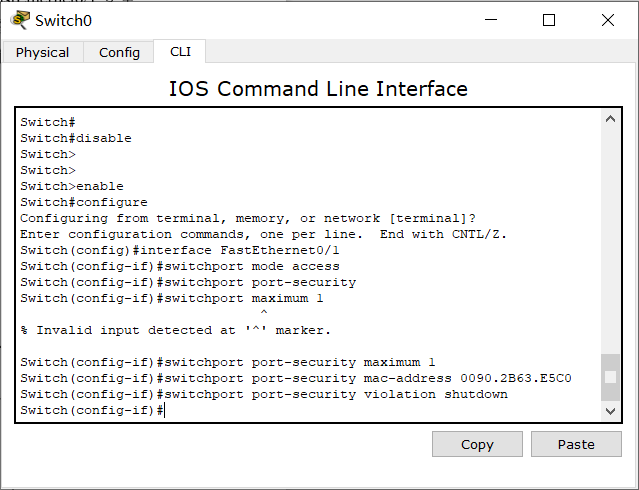 Switch0
Physical Config CLI
IOS Command Line Interface
Switch#
Switch#disable
Switch>
Switch>
Switch>enable
Switch#configure
Configuring from terminal, memory, or network [terminal]?
Enter configuration commands, one per line.  End with CNTL/Z.
Switch(config)#interface FastEthernet0/1
Switch(config-if)#switchport mode access
Switch(config-if)#switchport port-security
Switch(config-if)#switchport maximum 1
^
% Invalid input detected at '^' marker.
Switch(config-if)#switchport port-security maximum 1
Switch(config-if)#switchport port-security mac-address 0090.2B63.E5C0
Switch(config-if)#switchport port-security violation shutdown
Switch(config-if)#
Copy Paste